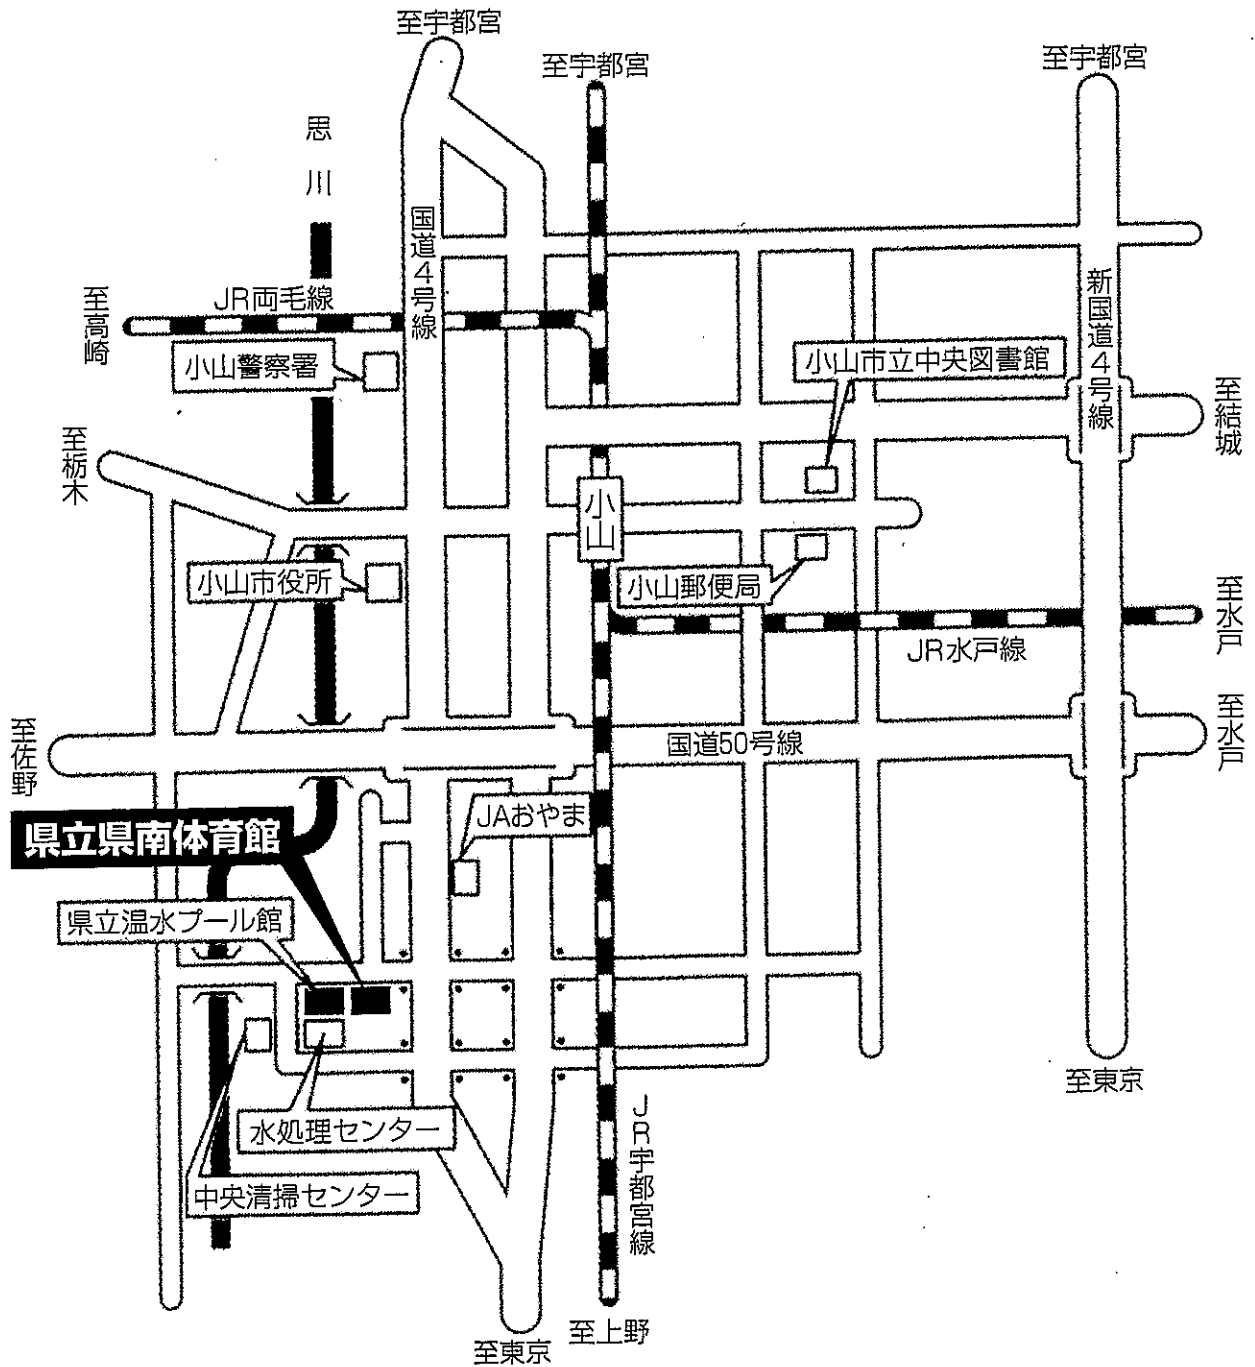 至宇都宮
至宇都宮
至宇都宮
思川
国道4号線
新国道4号線
JR両毛線
至高崎
小山警察署
小山市立中央図書館
至結城
至栃木
小山
小山市役所
小山郵便局
至水戸
JR水戸線
至佐野
国道50号線
至水戸
JAおやま
県立県南体育館
県立温水プール館
至東京
水処理センター
JR宇都宮線
中央清掃センター
至上野
至東京